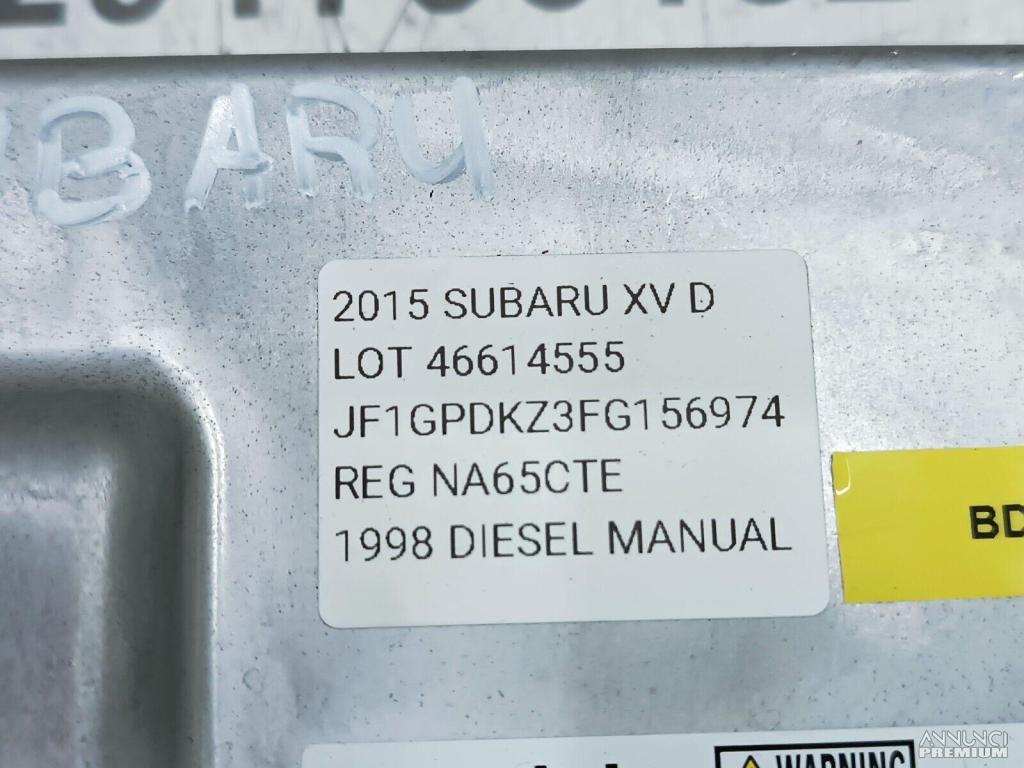 SUBARU
2015 SUBARU XV D
LOT 46614555
JF1GPDKZ3FG156974
REG NA65CTE
1998 DIESEL MANUAL
BD
WARNING
ANNUNCI
PREMIUM